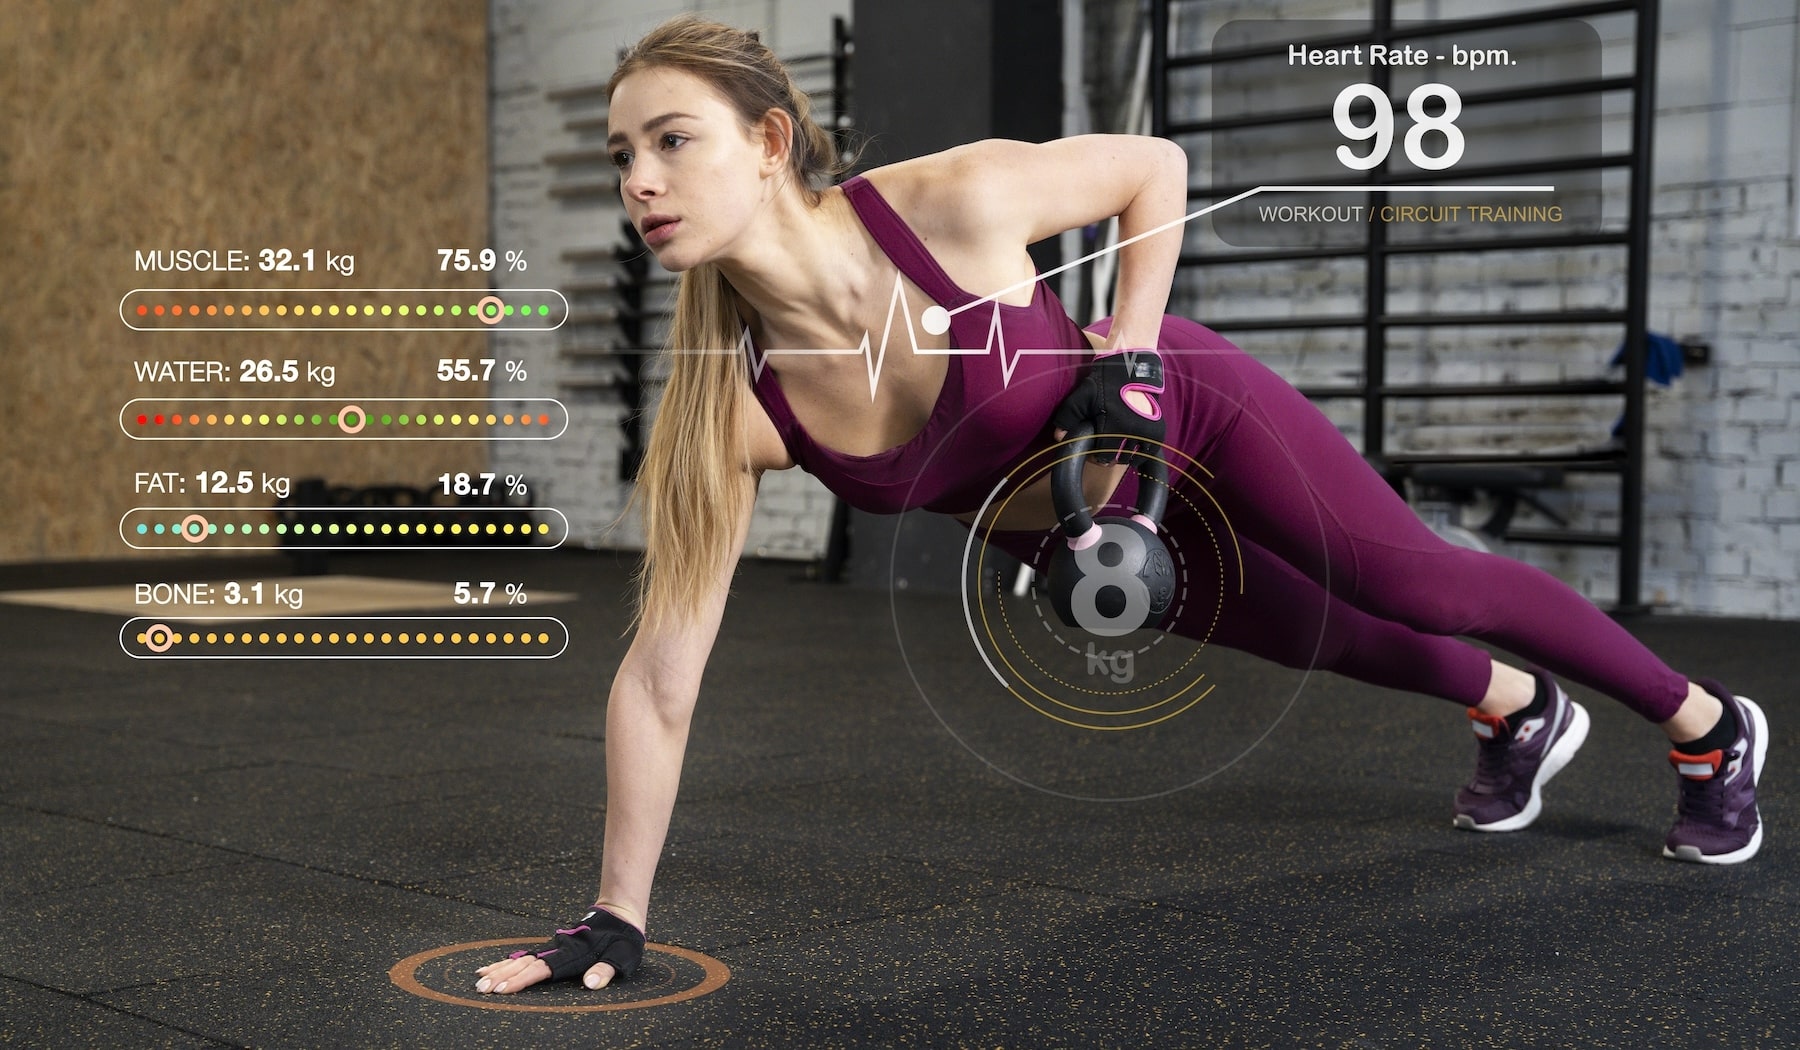 Heart Rate - bpm.
98
WORKOUT / CIRCUIT TRAINING
MUSCLE: 32.1 kg 75.9 %
WATER: 26.5 kg 55.7 %
FAT: 12.5 kg 18.7 %
BONE: 3.1 kg 5.7 %
8
kg